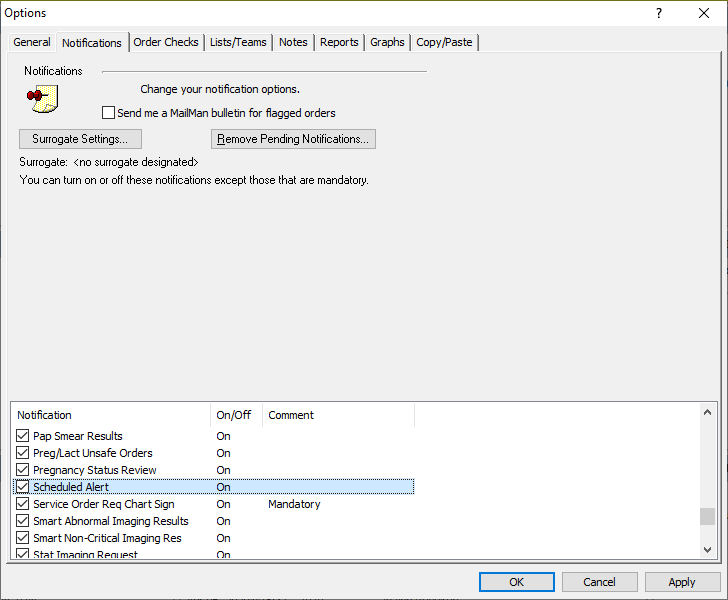 Options
?
General Notifications Order Checks Lists/Teams Notes Reports Graphs Copy/Paste
Notifications
Change your notification options.
Send me a MailMan bulletin for flagged orders
Surrogate Settings... Remove Pending Notifications...
Surrogate: <no surrogate designated>
You can turn on or off these notifications except those that are mandatory.
Notification On/Off Comment
Pap Smear Results On
Preg/Lact Unsafe Orders On
Pregnancy Status Review On
Scheduled Alert On
Service Order Req Chart Sign On Mandatory
Smart Abnormal Imaging Results On
Smart Non-Critical Imaging Res On
Stat Imaging Request On
OK Cancel Apply